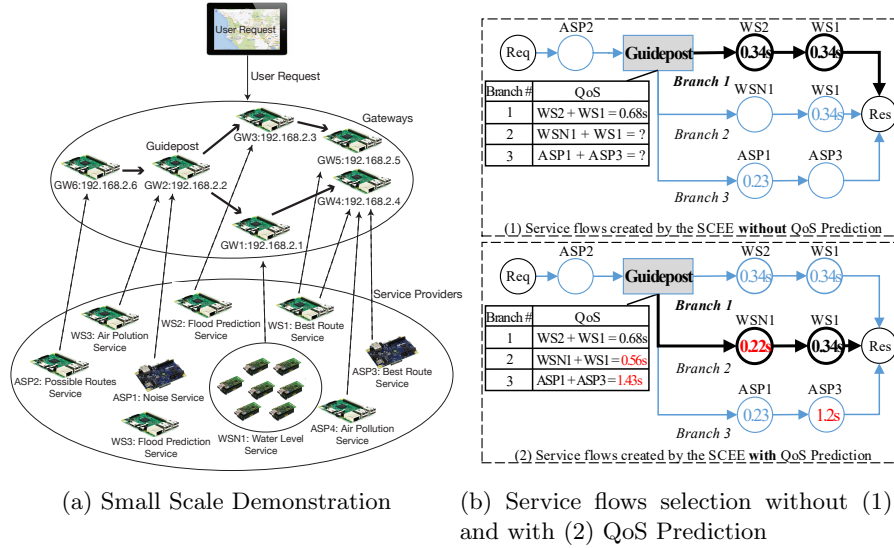 User Request
User Request
Gateways
GW3:192.168.2.3
Guidepost
GW5:192.168.2.5
GW6:192.168.2.6
GW2:192.168.2.2
GW4:192.168.2.4
GW1:192.168.2.1
Service Providers
WS2: Flood Prediction
Service
WS1: Best Route
Service
WS3: Air Polution
Service
ASP3: Best Route
Service
ASP2: Possible Routes
Service
ASP1: Noise Service
WS3: Flood Prediction
Service
WSN1: Water Level
Service
ASP4: Air Pollution
Service
(a) Small Scale Demonstration
Req
ASP2
Guidepost
WS2
0.34s
WS1
0.34s
Branch 1
Branch # QoS
1 WS2 + WS1 = 0.68s
2 WSN1 + WS1 = ?
3 ASP1 + ASP3 = ?
WSN1
WS1
0.34s
Res
Branch 2
ASP1
0.23
ASP3
Branch 3
(1) Service flows created by the SCEE without QoS Prediction
Req
ASP2
Guidepost
WS2
0.34s
WS1
0.34s
Branch 1
Branch # QoS
1 WS2 + WS1 = 0.68s
2 WSN1 + WS1 = 0.56s
3 ASP1 + ASP3 = 1.43s
WSN1
0.22s
WS1
0.34s
Res
Branch 2
ASP1
0.23
ASP3
1.2s
Branch 3
(2) Service flows created by the SCEE with QoS Prediction
(b) Service flows selection without (1)
and with (2) QoS Prediction